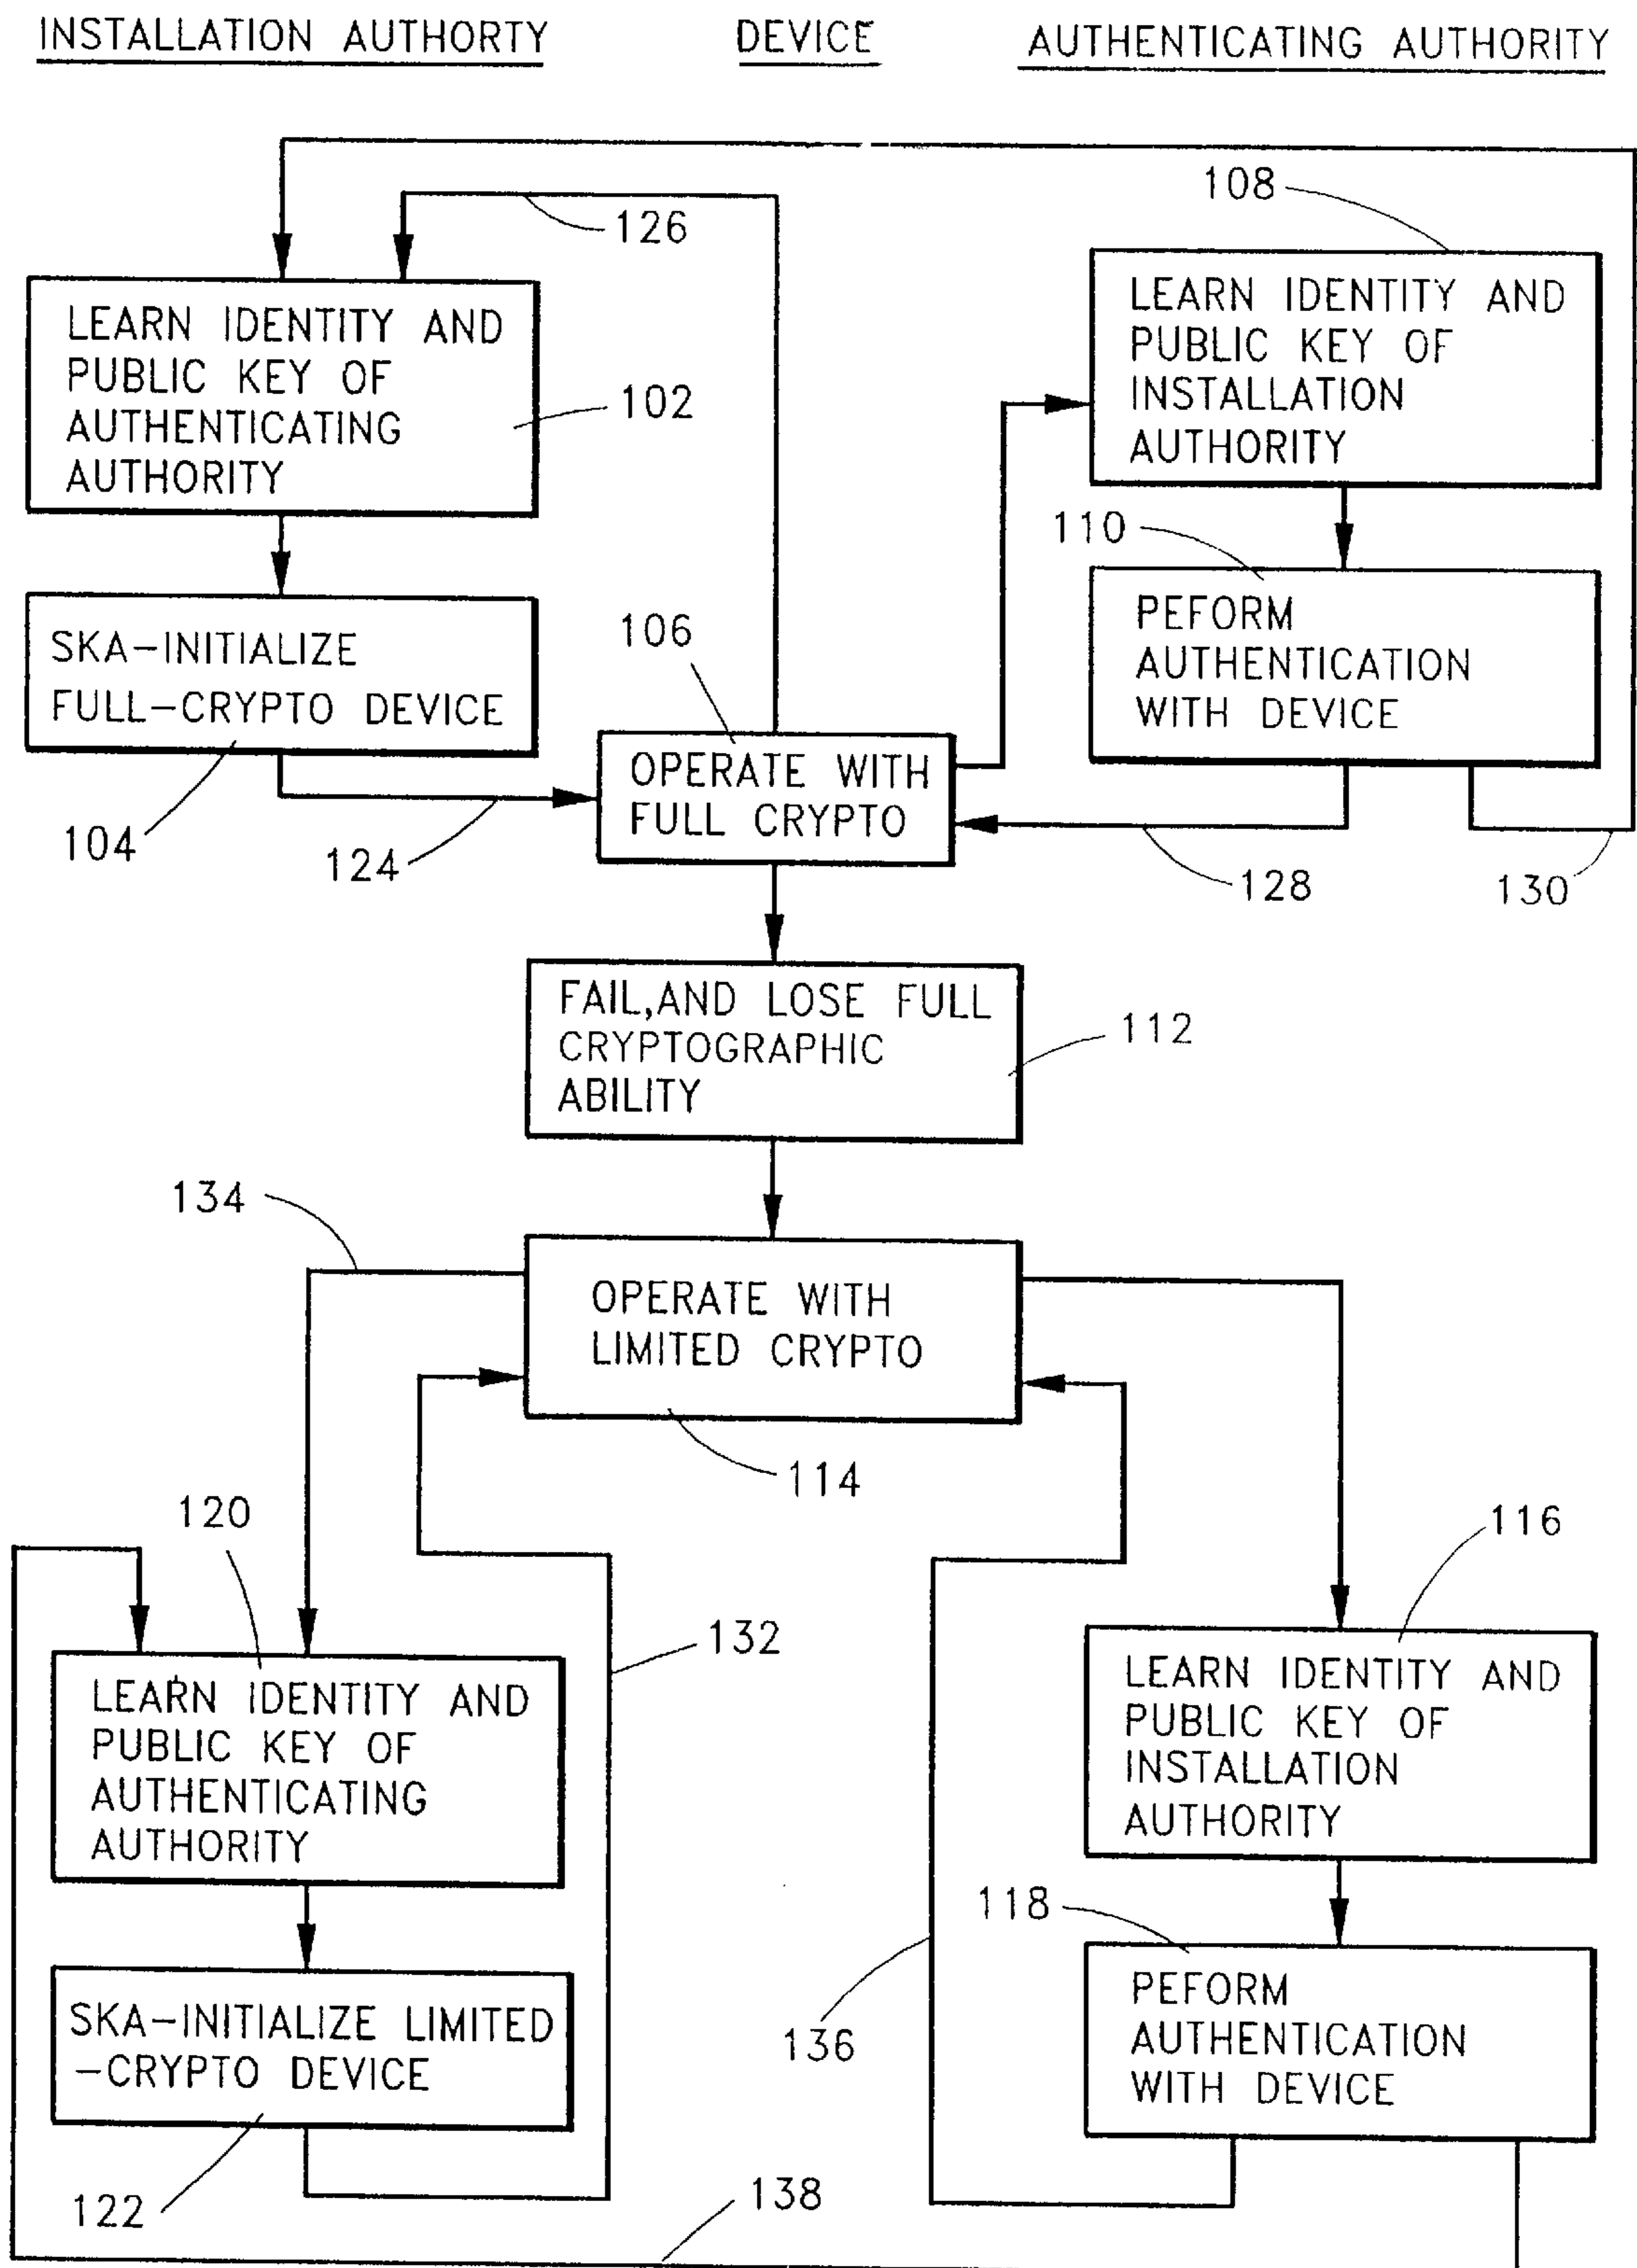 INSTALLATION AUTHORTY
DEVICE
AUTHENTICATING AUTHORITY
108
126
LEARN IDENTITY AND
PUBLIC KEY OF
AUTHENTICATING
AUTHORITY
102
LEARN IDENTITY AND
PUBLIC KEY OF
INSTALLATION
AUTHORITY
110
SKA-INITIALIZE
FULL-CRYPTO DEVICE
104
124
106
OPERATE WITH
FULL CRYPTO
PEFORM
AUTHENTICATION
WITH DEVICE
128
130
FAIL,AND LOSE FULL
CRYPTOGRAPHIC
ABILITY
112
134
OPERATE WITH
LIMITED CRYPTO
114
120
116
132
LEARN IDENTITY AND
PUBLIC KEY OF
AUTHENTICATING
AUTHORITY
LEARN IDENTITY AND
PUBLIC KEY OF
INSTALLATION
AUTHORITY
118
SKA-INITIALIZE LIMITED
-CRYPTO DEVICE
122
136
PEFORM
AUTHENTICATION
WITH DEVICE
138